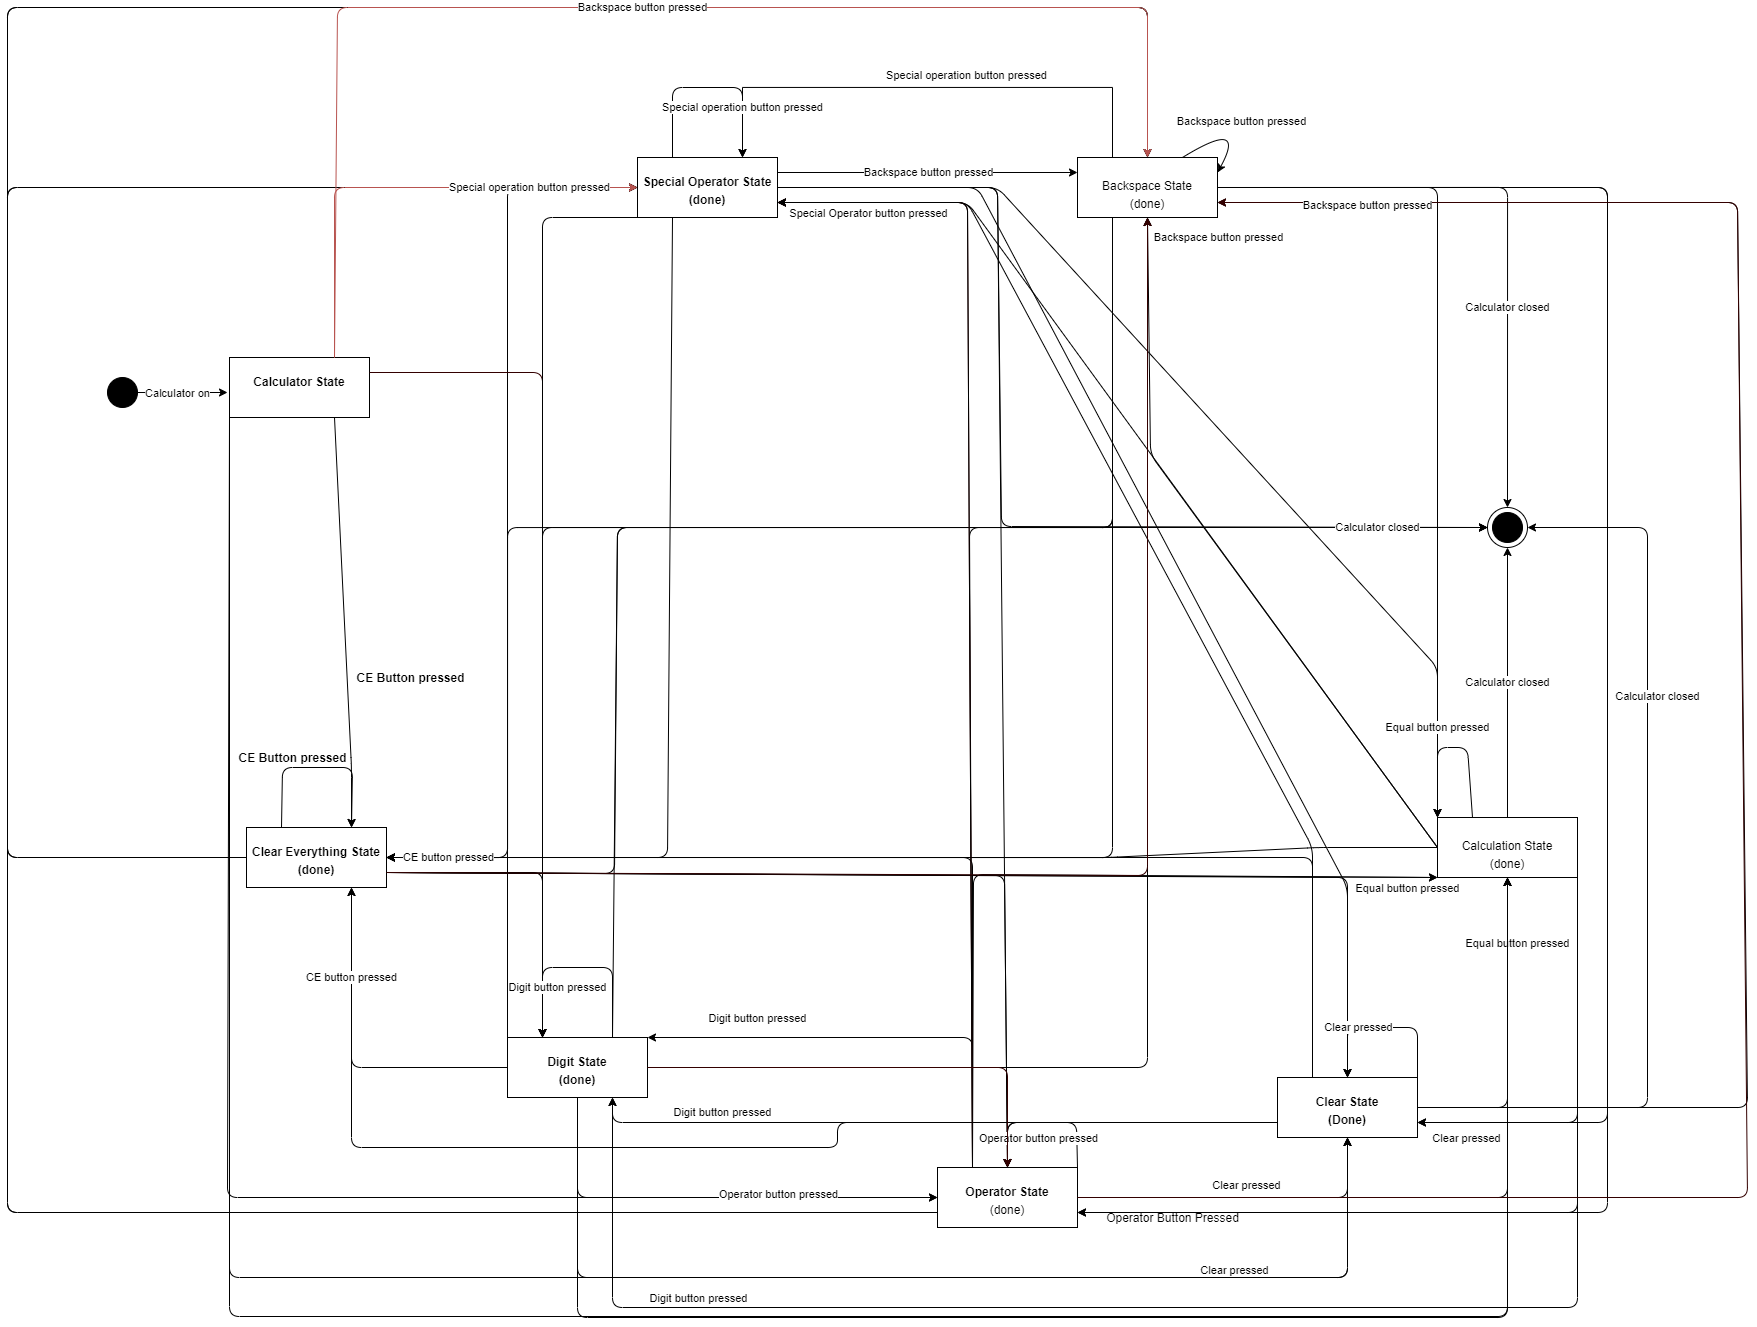 Backspace button pressed
Special operation button pressed
Special operation button pressed
Backspace button pressed
Special Operator State
(done)
Backspace button pressed
Backspace State
(done)
Special operation button pressed
Special Operator button pressed
Backspace button pressed
Backspace button pressed
Calculator closed
Calculator State
Calculator on
Calculator closed
CE Button pressed
Calculator closed
Calculator closed
Equal button pressed
CE Button pressed
Clear Everything State
(done)
CE button pressed
Calculation State
(done)
Equal button pressed
Equal button pressed
CE button pressed
Digit button pressed
Digit button pressed
Clear pressed
Digit State
(done)
Clear State
(Done)
Digit button pressed
Operator button pressed
Clear pressed
Operator button pressed
Operator State
(done)
Clear pressed
Operator Button Pressed
Clear pressed
Digit button pressed